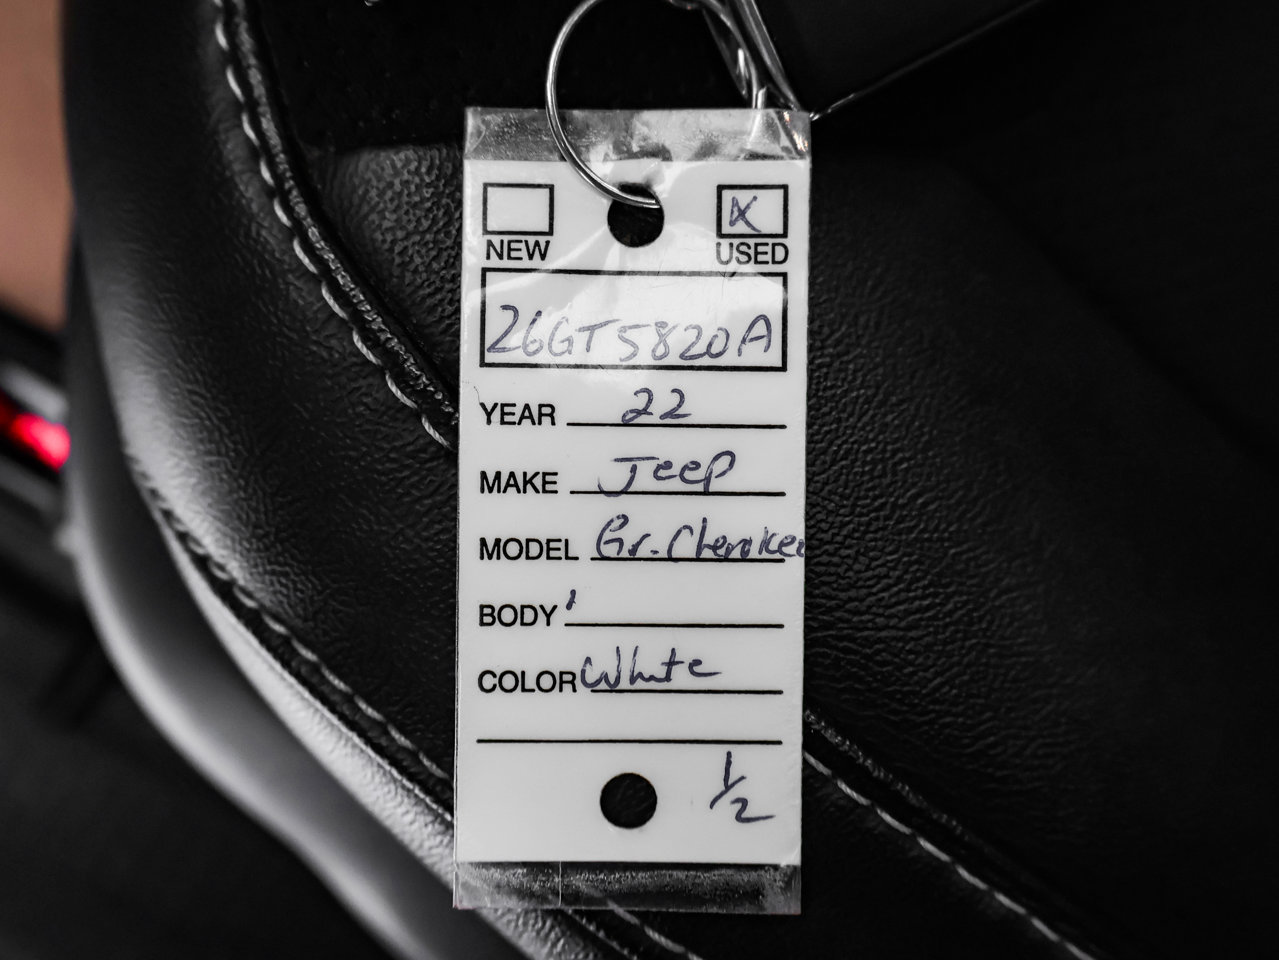 NEW USED
26GT5820A
YEAR 22
MAKE Jeep
MODEL Gr. Cherokee
BODY
COLOR White
1/2